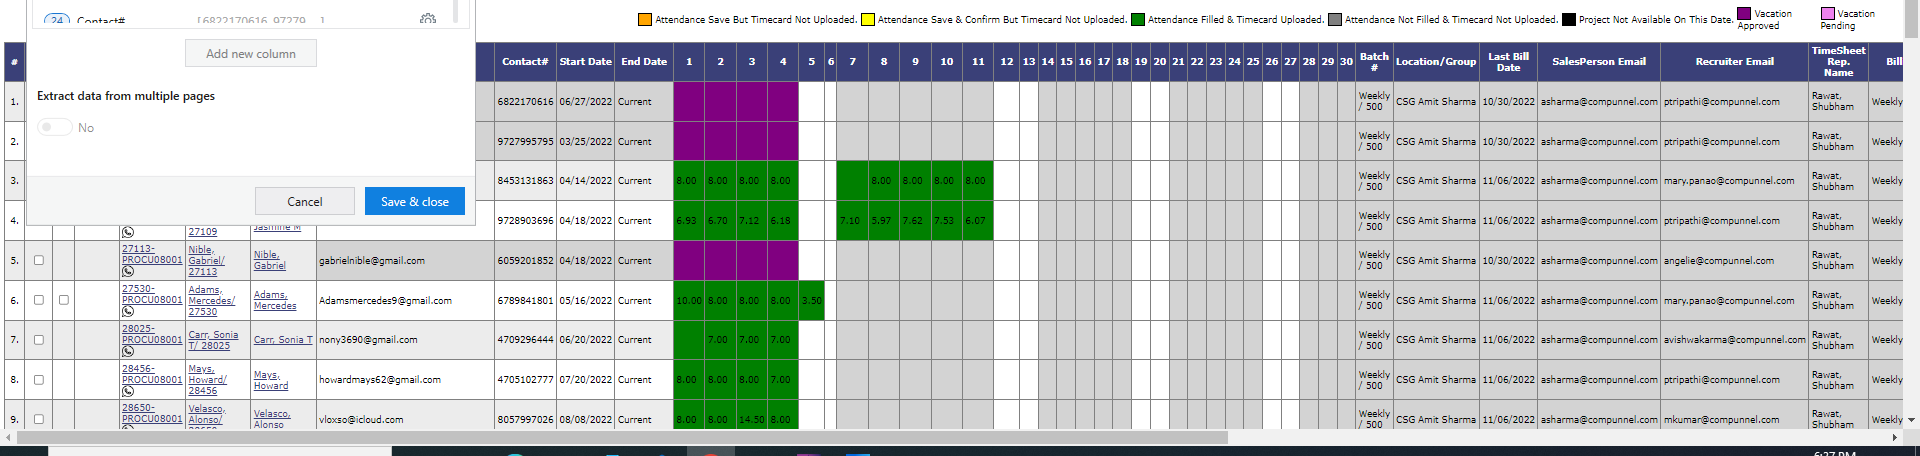 24 Contact# [ 6822170616, 97279... ]
Add new column
Extract data from multiple pages
No
Cancel Save & close
Attendance Save But Timecard Not Uploaded. Attendance Save & Confirm But Timecard Not Uploaded. Attendance Filled & Timecard Uploaded. Attendance Not Filled & Timecard Not Uploaded. Project Not Available On This Date. Vacation Approved Vacation Pending
# Contact# Start Date End Date 1 2 3 4 5 6 7 8 9 10 11 12 13 14 15 16 17 18 19 20 21 22 23 24 25 26 27 28 29 30 Batch # Location/Group Last Bill Date SalesPerson Email Recruiter Email TimeSheet Rep. Name Bill
1. 6822170616 06/27/2022 Current Weekly / 500 CSG Amit Sharma 10/30/2022 asharma@compunnel.com ptripathi@compunnel.com Rawat, Shubham Weekly
2. 9727995795 03/25/2022 Current Weekly / 500 CSG Amit Sharma 10/30/2022 asharma@compunnel.com ptripathi@compunnel.com Rawat, Shubham Weekly
3. 8453131863 04/14/2022 Current 8.00 8.00 8.00 8.00 8.00 8.00 8.00 8.00 Weekly / 500 CSG Amit Sharma 11/06/2022 asharma@compunnel.com mary.panao@compunnel.com Rawat, Shubham Weekly
4. 27109 Jasmine M 9728903696 04/18/2022 Current 6.93 6.70 7.12 6.18 7.10 5.97 7.62 7.53 6.07 Weekly / 500 CSG Amit Sharma 11/06/2022 asharma@compunnel.com ptripathi@compunnel.com Rawat, Shubham Weekly
5. 27113-PROCU08001 Nible, Gabriel/ 27113 Nible, Gabriel gabrielnible@gmail.com 6059201852 04/18/2022 Current Weekly / 500 CSG Amit Sharma 10/30/2022 asharma@compunnel.com angelie@compunnel.com Rawat, Shubham Weekly
6. 27530-PROCU08001 Adams, Mercedes/ 27530 Adams, Mercedes Adamsmercedes9@gmail.com 6789841801 05/16/2022 Current 10.00 8.00 8.00 8.00 3.50 Weekly / 500 CSG Amit Sharma 11/06/2022 asharma@compunnel.com mary.panao@compunnel.com Rawat, Shubham Weekly
7. 28025-PROCU08001 Carr, Sonia T/ 28025 Carr, Sonia T nony3690@gmail.com 4709296444 06/20/2022 Current 7.00 7.00 7.00 Weekly / 500 CSG Amit Sharma 11/06/2022 asharma@compunnel.com avishwakarma@compunnel.com Rawat, Shubham Weekly
8. 28456-PROCU08001 Mays, Howard/ 28456 Mays, Howard howardmays62@gmail.com 4705102777 07/20/2022 Current 8.00 8.00 8.00 7.00 Weekly / 500 CSG Amit Sharma 11/06/2022 asharma@compunnel.com ptripathi@compunnel.com Rawat, Shubham Weekly
9. 28650-PROCU08001 Velasco, Alonso/ Velasco, Alonso vloxso@icloud.com 8057997026 08/08/2022 Current 8.00 8.00 14.50 8.00 Weekly / 500 CSG Amit Sharma 11/06/2022 asharma@compunnel.com mkumar@compunnel.com Rawat, Shubham Weekly
6:27 PM